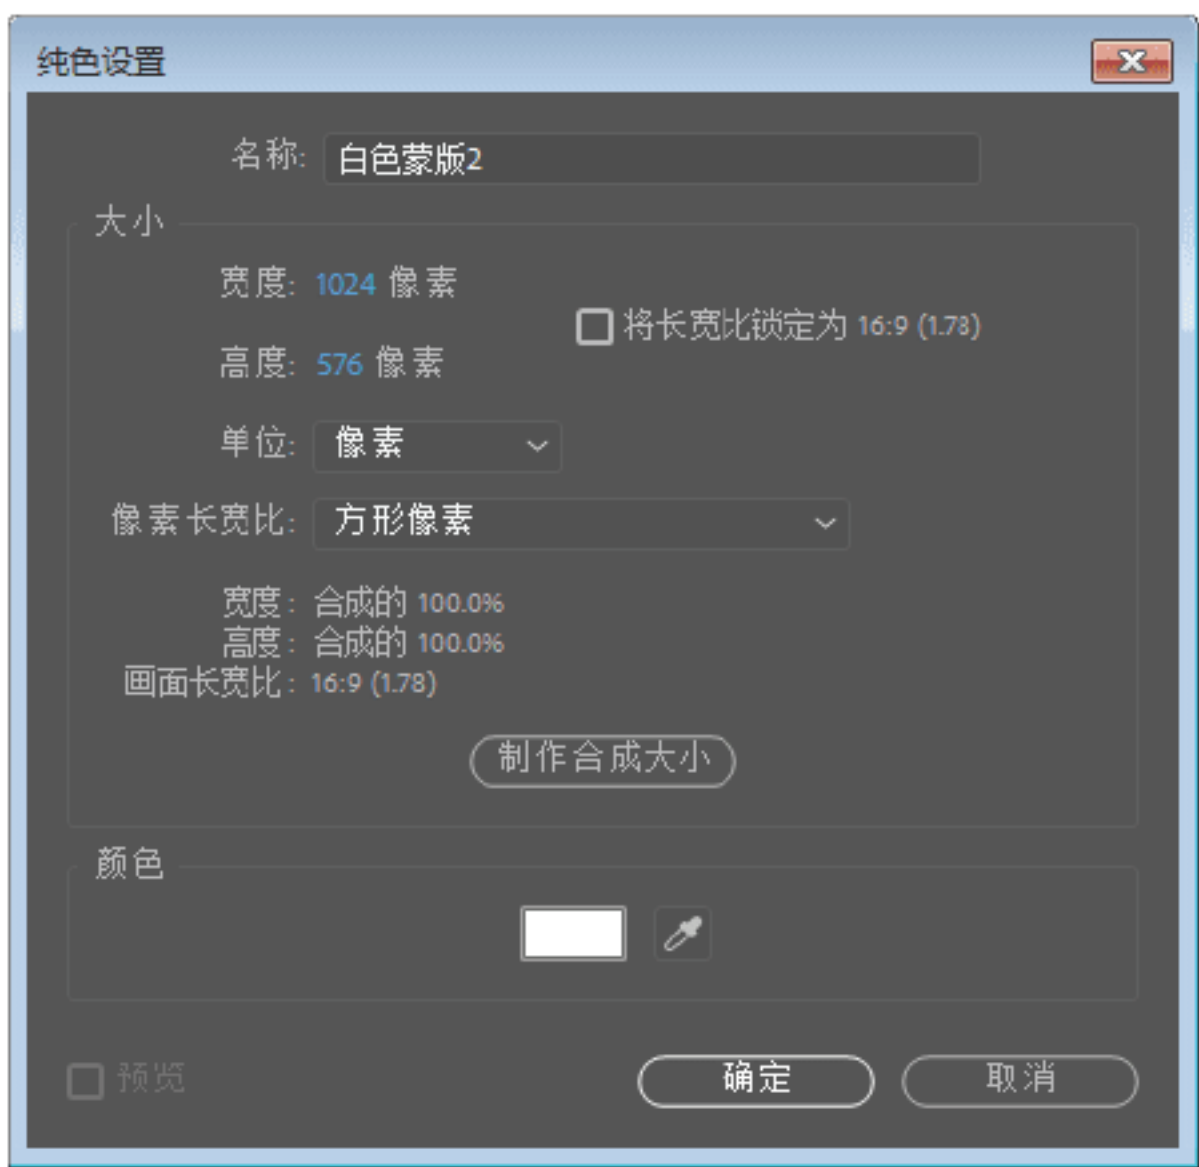 纯色设置
名称: 白色蒙版2
大小
宽度: 1024 像素
将长宽比锁定为 16:9 (1.78)
高度: 576 像素
单位: 像素
像素长宽比: 方形像素
宽度: 合成的 100.0%
高度: 合成的 100.0%
画面长宽比: 16:9 (1.78)
制作合成大小
颜色
预览
确定
取消